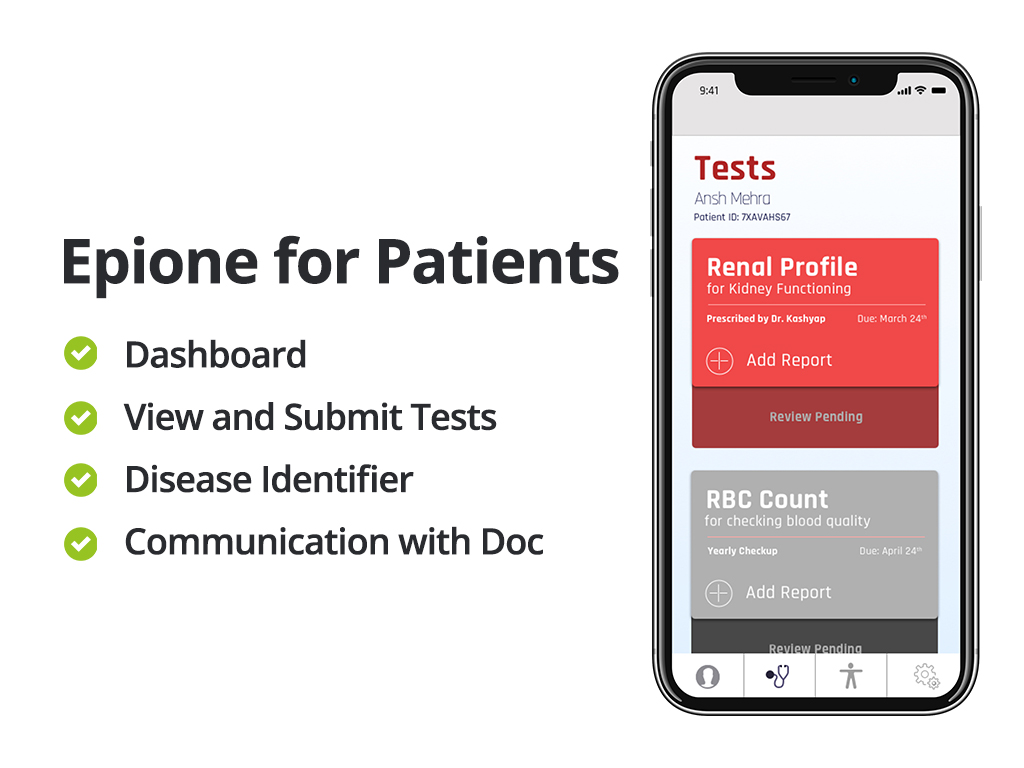 Epione for Patients
Dashboard
View and Submit Tests
Disease Identifier
Communication with Doc
9:41
Tests
Ansh Mehra
Patient ID: 7XAVAHS67
Renal Profile
for Kidney Functioning
Prescribed by Dr. Kashyap Due: March 24th
Add Report
Review Pending
RBC Count
for checking blood quality
Yearly Checkup Due: April 24th
Add Report
Review Pending